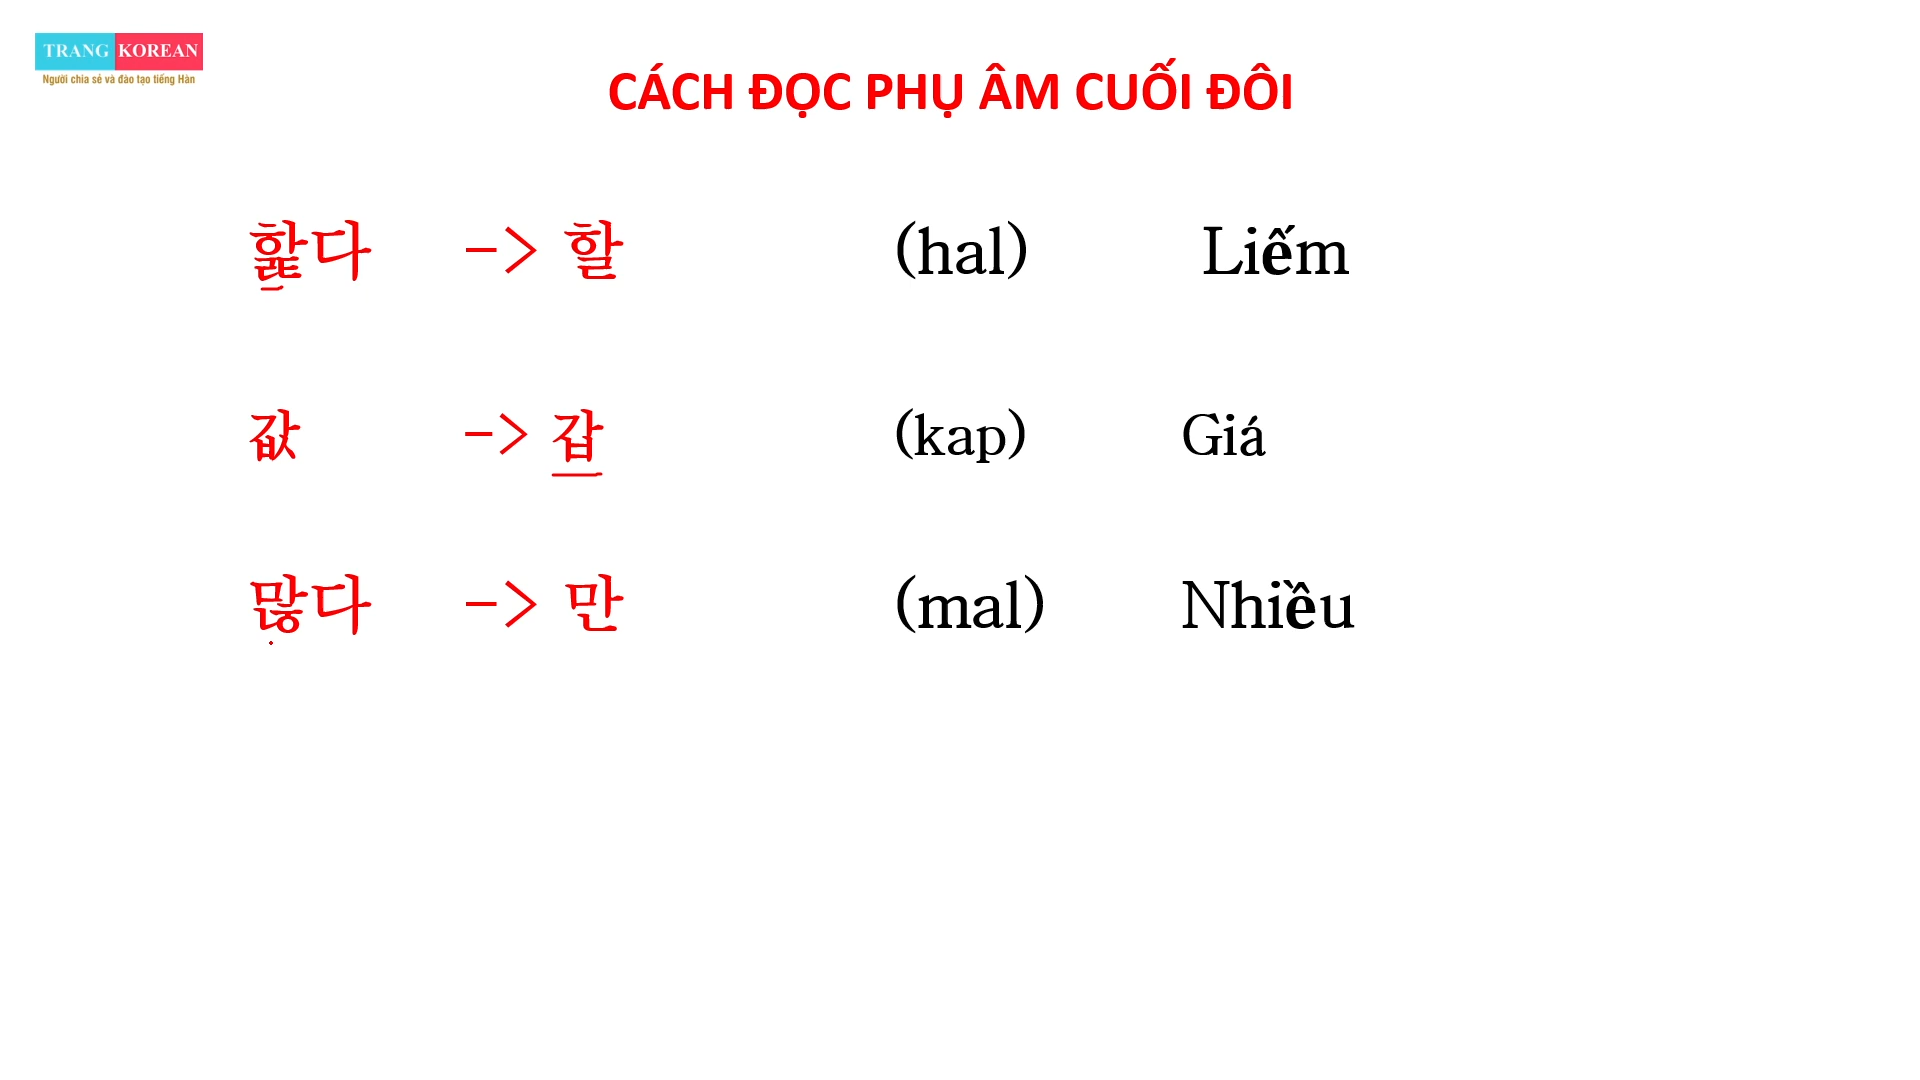 TRANG KOREAN
Người chia sẻ và đào tạo tiếng Hàn
CÁCH ĐỌC PHỤ ÂM CUỐI ĐÔI
핥다 -> 할 (hal) Liếm
값 -> 갑 (kap) Giá
많다 -> 만 (mal) Nhiều